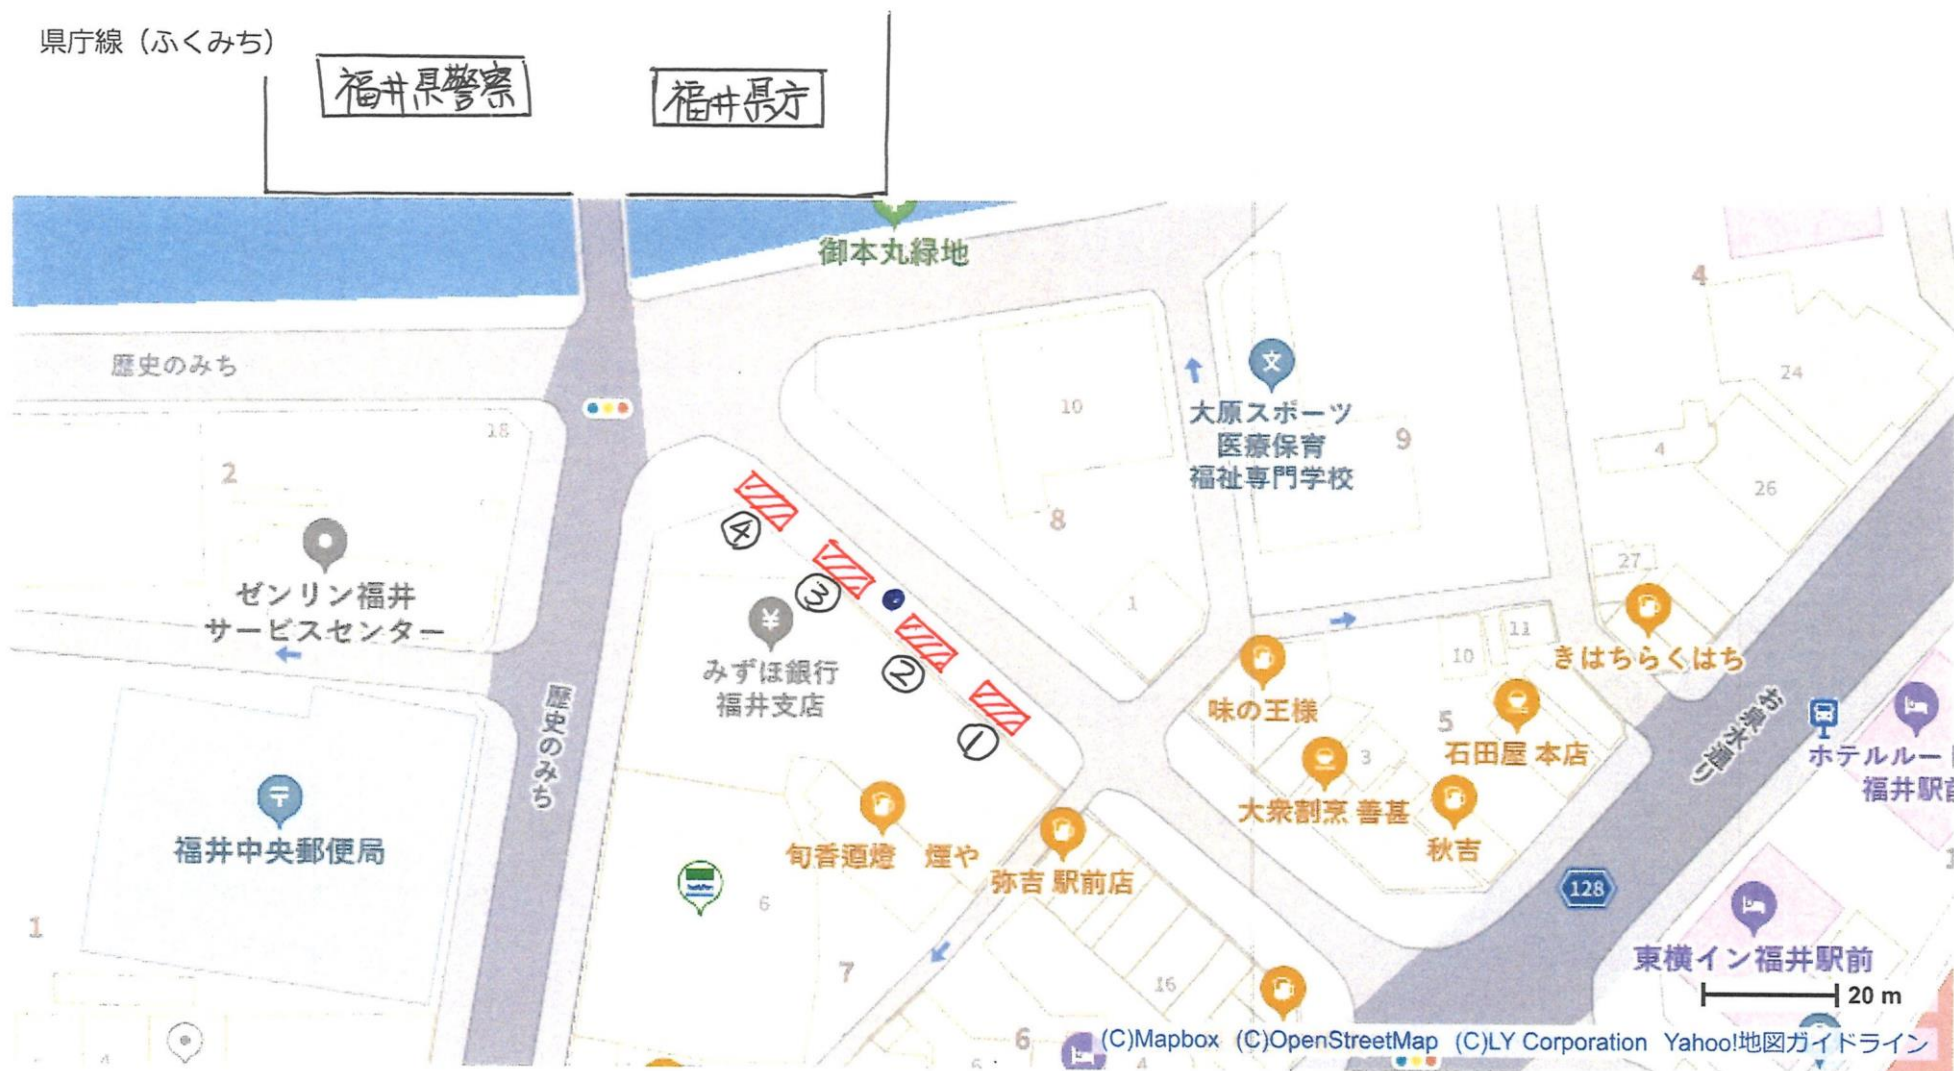 県庁線（ふくみち）
福井県警察
福井県庁
御本丸緑地
歴史のみち
4
24
10
大原スポーツ
医療保育
福祉専門学校
9
4
18
2
26
8
④
ゼンリン福井
サービスセンター
③
27
1
11
10
きはちらくはち
みずほ銀行
福井支店
②
味の王様
5
石田屋 本店
お泉水通り
ホテルルー
福井駅前
①
3
歴史のみち
大衆割烹 善甚
秋吉
福井中央郵便局
旬香酒燈 煙や
弥吉 駅前店
128
6
1
7
16
東横イン福井駅前
20 m
6
(C)Mapbox (C)OpenStreetMap (C)LY Corporation Yahoo!地図ガイドライン
4
6
4